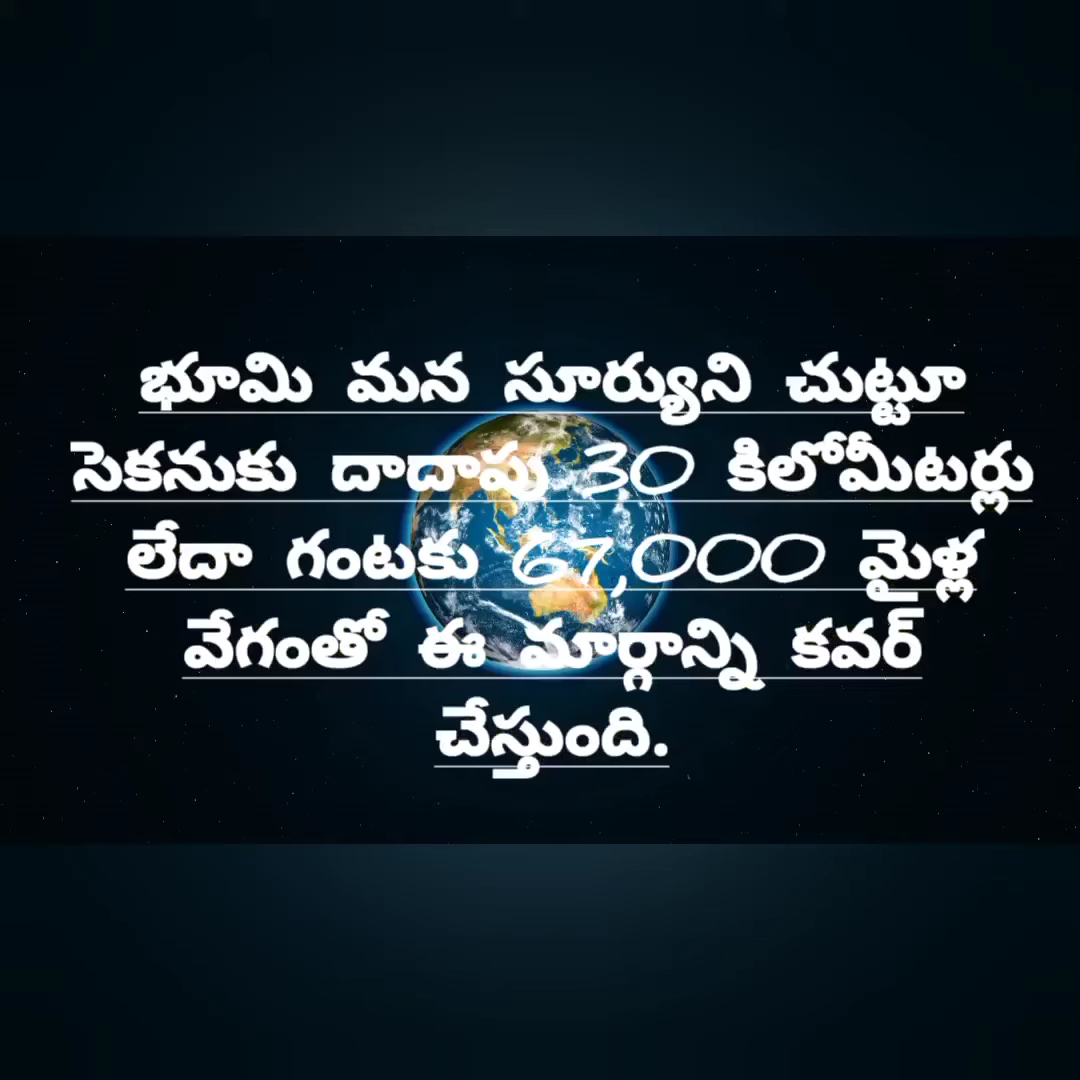 భూమి మన సూర్యుని చుట్టూ
సెకనుకు దాదాపు 30 కిలోమీటర్లు
లేదా గంటకు 67,000 మైళ్ల
వేగంతో ఈ మార్గాన్ని కవర్
చేస్తుంది.